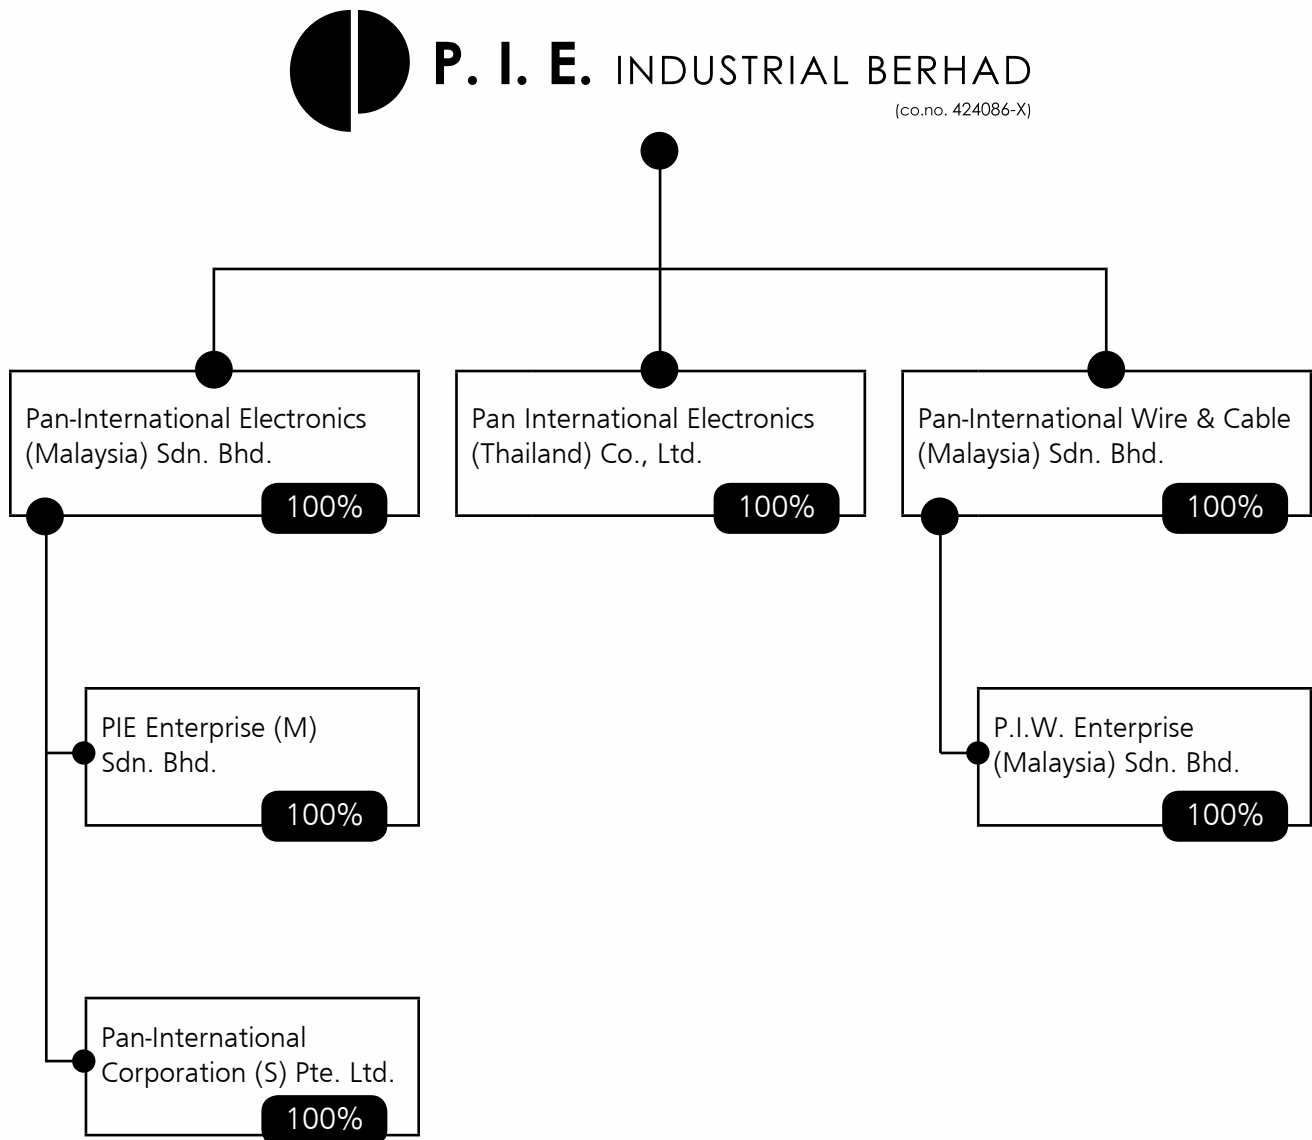 P. I. E. INDUSTRIAL BERHAD
(co.no. 424086-X)
Pan-International Electronics
(Malaysia) Sdn. Bhd.
100%
Pan International Electronics
(Thailand) Co., Ltd.
100%
Pan-International Wire & Cable
(Malaysia) Sdn. Bhd.
100%
PIE Enterprise (M)
Sdn. Bhd.
100%
P.I.W. Enterprise
(Malaysia) Sdn. Bhd.
100%
Pan-International
Corporation (S) Pte. Ltd.
100%